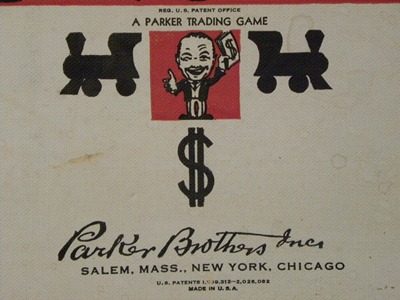 REG. U. S. PATENT OFFICE
A PARKER TRADING GAME
$
$
Parker Brothers Inc.
SALEM, MASS., NEW YORK, CHICAGO
U.S. PATENTS 2,026,082
MADE IN U.S.A.